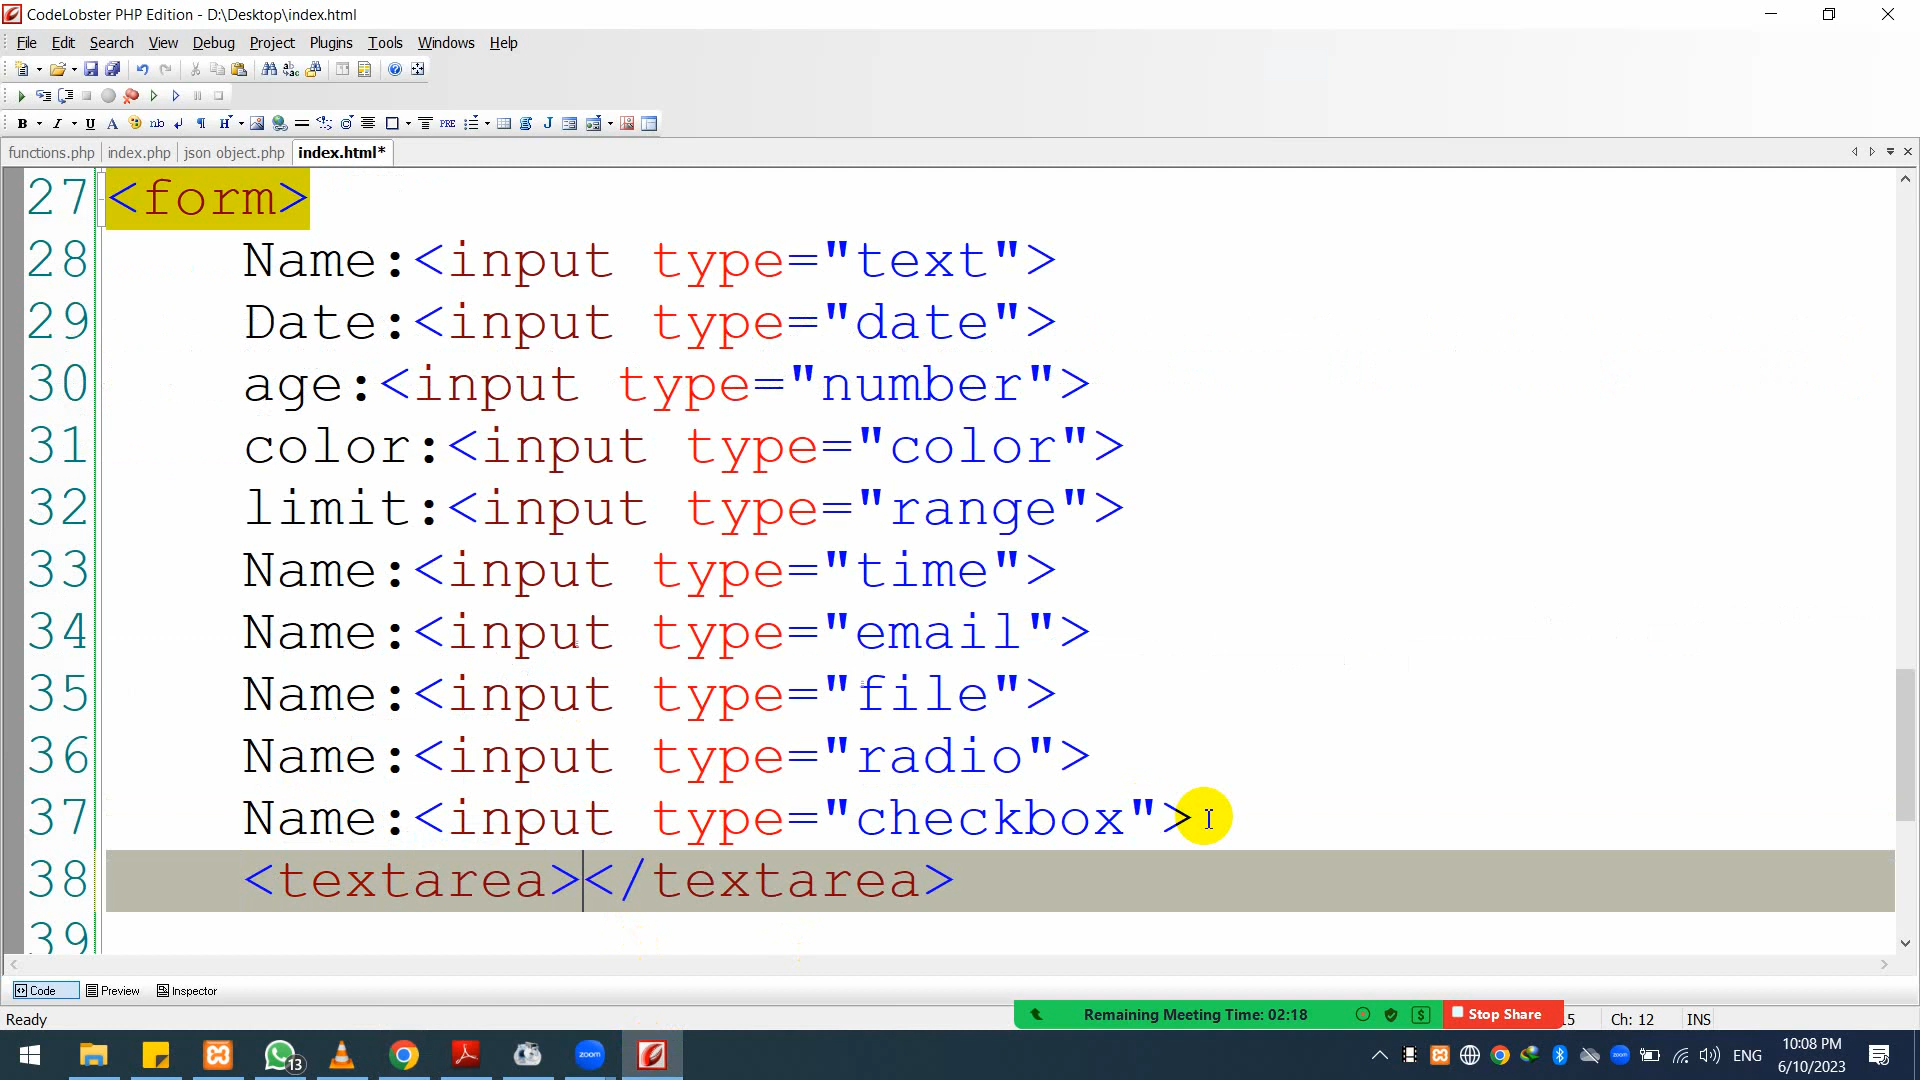 CodeLobster PHP Edition - D:\Desktop\index.html
File Edit Search View Debug Project Plugins Tools Windows Help
functions.php index.php json object.php index.html*
27 <form>
28 Name:<input type="text">
29 Date:<input type="date">
30 age:<input type="number">
31 color:<input type="color">
32 limit:<input type="range">
33 Name:<input type="time">
34 Name:<input type="email">
35 Name:<input type="file">
36 Name:<input type="radio">
37 Name:<input type="checkbox">
38 <textarea></textarea>
39
Code Preview Inspector
Ready Remaining Meeting Time: 02:18 Stop Share Ch: 12 INS
13 zoom ENG 10:08 PM
6/10/2023